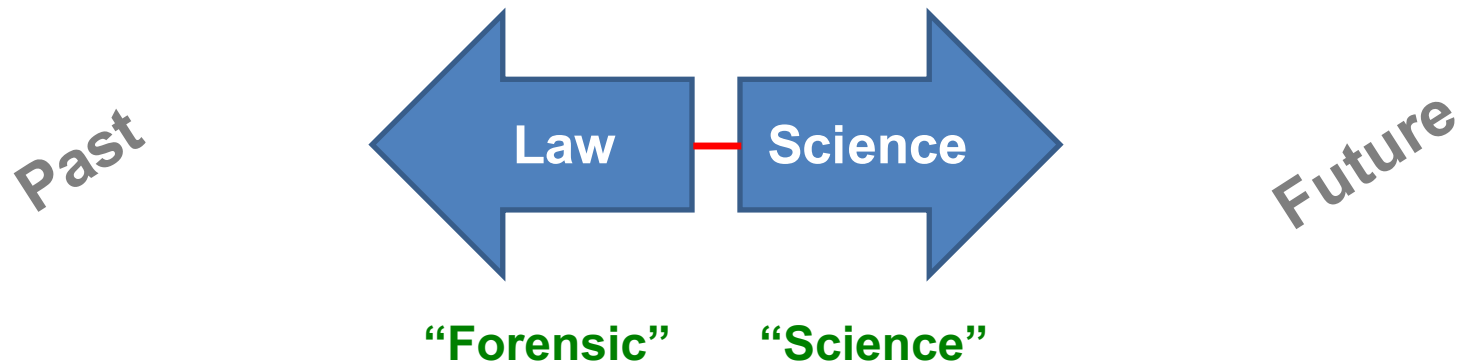 Past
Law
Science
Future
“Forensic” “Science”